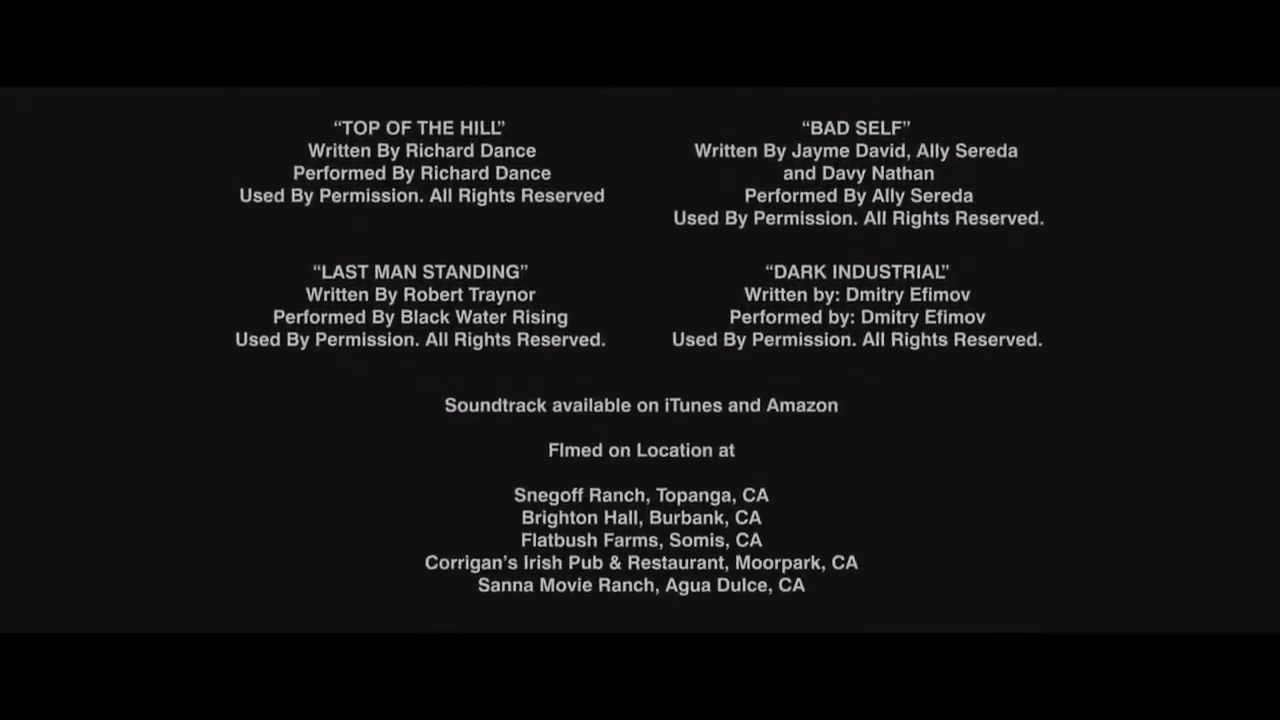 “TOP OF THE HILL”
Written By Richard Dance
Performed By Richard Dance
Used By Permission. All Rights Reserved
“BAD SELF”
Written By Jayme David, Ally Sereda
and Davy Nathan
Performed By Ally Sereda
Used By Permission. All Rights Reserved.
“LAST MAN STANDING”
Written By Robert Traynor
Performed By Black Water Rising
Used By Permission. All Rights Reserved.
“DARK INDUSTRIAL”
Written by: Dmitry Efimov
Performed by: Dmitry Efimov
Used By Permission. All Rights Reserved.
Soundtrack available on iTunes and Amazon
Flmed on Location at
Snegoff Ranch, Topanga, CA
Brighton Hall, Burbank, CA
Flatbush Farms, Somis, CA
Corrigan’s Irish Pub & Restaurant, Moorpark, CA
Sanna Movie Ranch, Agua Dulce, CA